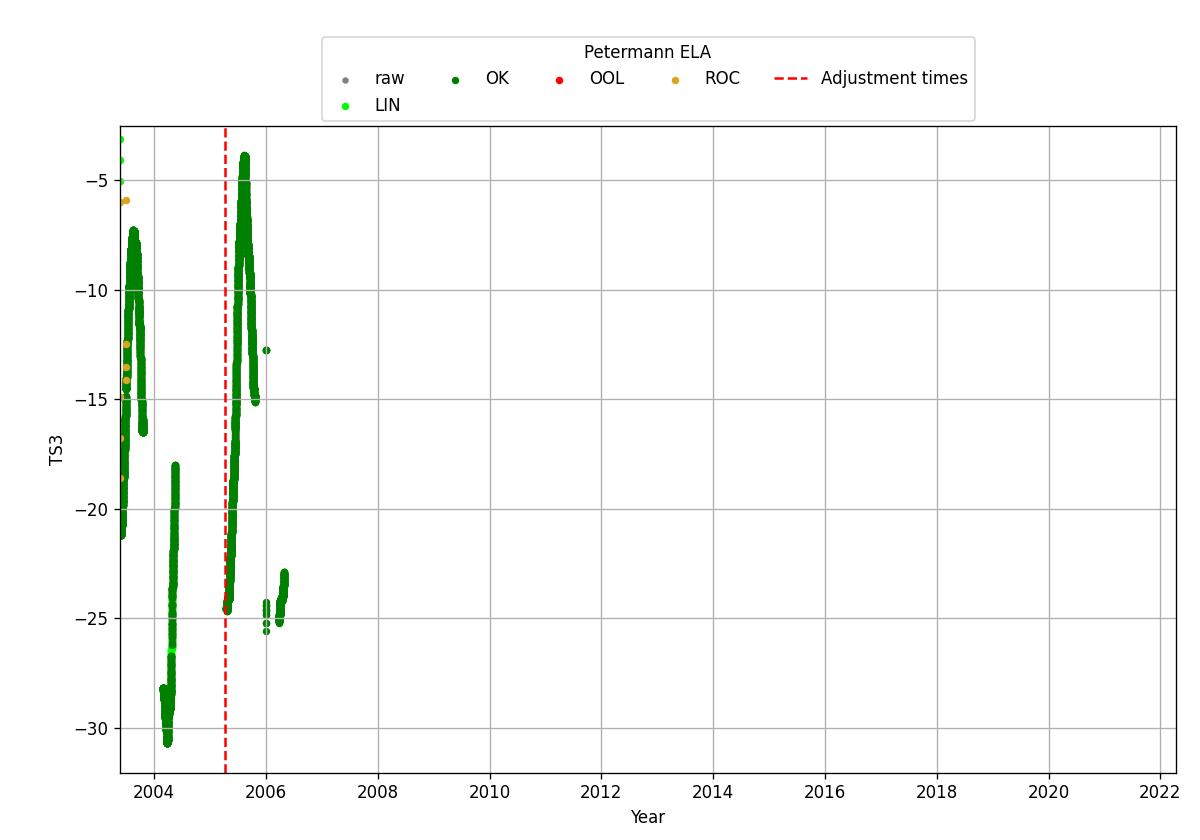 Petermann ELA
raw OK OOL ROC Adjustment times
LIN
−5
−10
−15
−20
−25
−30
TS3
2004 2006 2008 2010 2012 2014 2016 2018 2020 2022
Year